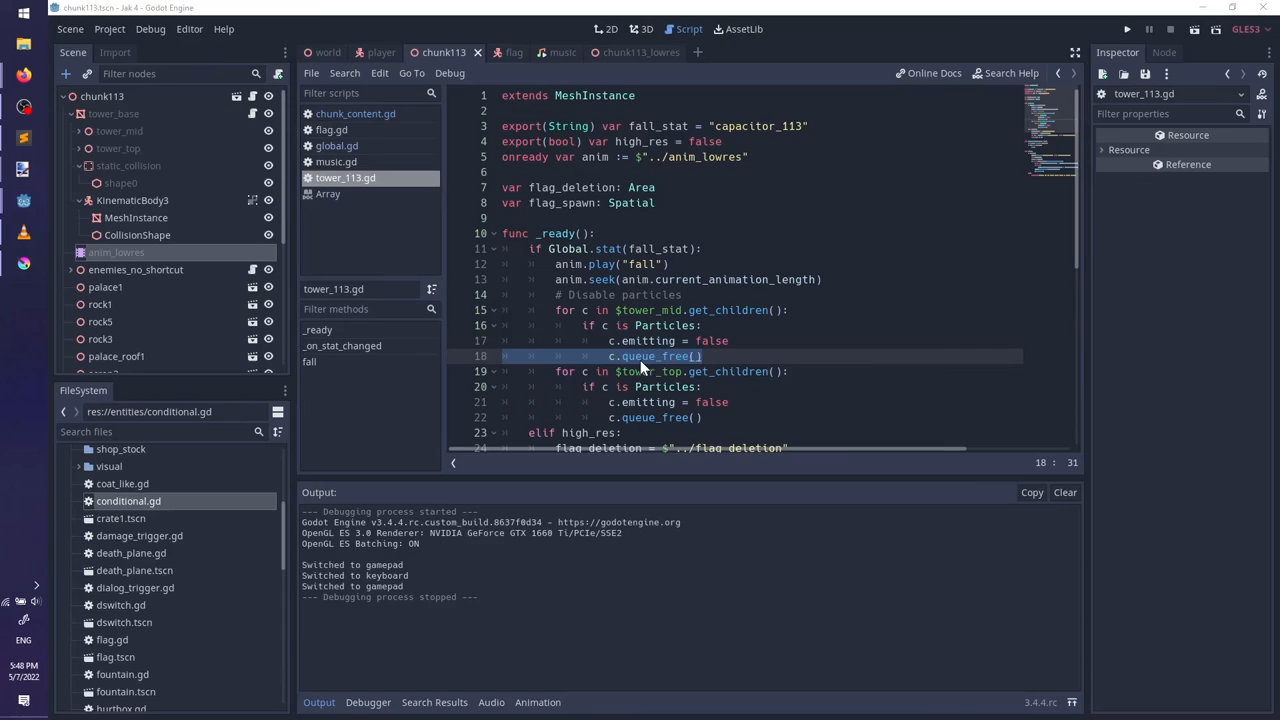 chunk113.tscn - Jak 4 - Godot Engine
Scene Project Debug Editor Help
2D 3D Script AssetLib
GLES3
Scene Import
Filter nodes
chunk113
tower_base
tower_mid
tower_top
static_collision
shape0
KinematicBody3
MeshInstance
CollisionShape
anim_lowres
enemies_no_shortcut
palace1
rock1
rock5
rock3
palace_roof1
FileSystem
res://entities/conditional.gd
Search files
shop_stock
visual
coat_like.gd
conditional.gd
crate1.tscn
damage_trigger.gd
death_plane.gd
death_plane.tscn
dialog_trigger.gd
dswitch.gd
dswitch.tscn
flag.gd
flag.tscn
fountain.gd
fountain.tscn
hurtbox.gd
world player chunk113 flag music chunk113_lowres
File Search Edit Go To Debug
Online Docs Search Help
Filter scripts
chunk_content.gd
flag.gd
global.gd
music.gd
tower_113.gd
Array
tower_113.gd
Filter methods
_ready
_on_stat_changed
fall
1 extends MeshInstance
2
3 export(String) var fall_stat = "capacitor_113"
4 export(bool) var high_res = false
5 onready var anim := $"../anim_lowres"
6
7 var flag_deletion: Area
8 var flag_spawn: Spatial
9
10 func _ready():
11 if Global.stat(fall_stat):
12 anim.play("fall")
13 anim.seek(anim.current_animation_length)
14 # Disable particles
15 for c in $tower_mid.get_children():
16 if c is Particles:
17 c.emitting = false
18 c.queue_free()
19 for c in $tower_top.get_children():
20 if c is Particles:
21 c.emitting = false
22 c.queue_free()
23 elif high_res:
24 flag_deletion = $"../flag_deletion"
18 : 31
Output:
Copy Clear
--- Debugging process started ---
Godot Engine v3.4.4.rc.custom_build.8637f0d34 - https://godotengine.org
OpenGL ES 3.0 Renderer: NVIDIA GeForce GTX 1660 Ti/PCIe/SSE2
OpenGL ES Batching: ON
Switched to gamepad
Switched to keyboard
Switched to gamepad
--- Debugging process stopped ---
Output Debugger Search Results Audio Animation
3.4.4.rc
Inspector Node
tower_113.gd
Filter properties
Resource
Resource
Reference
ENG
5:48 PM
5/7/2022